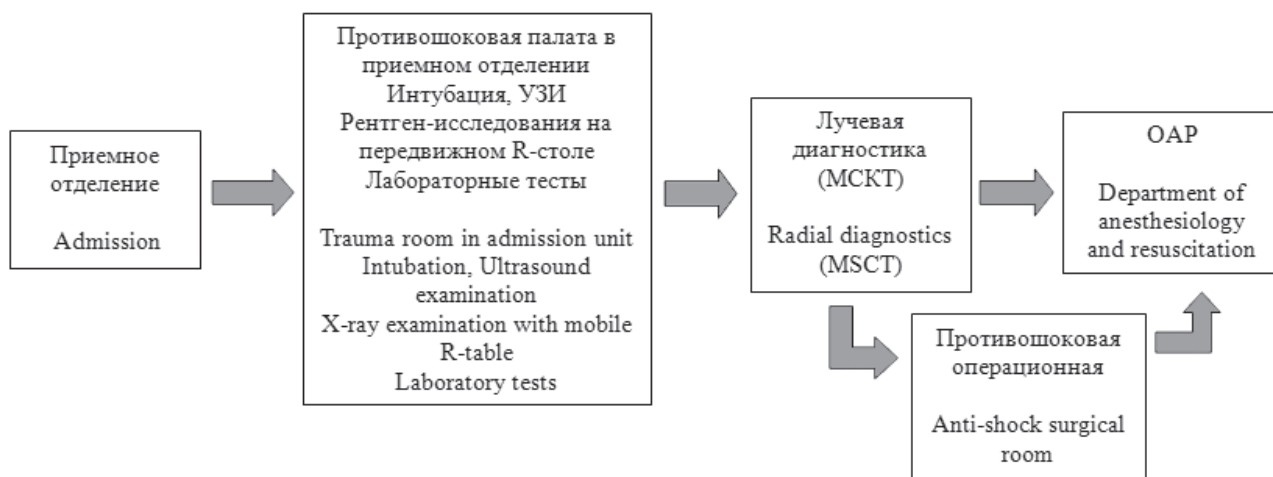 Приемное
отделение
Admission
Противошоковая палата в
приемном отделении
Интубация, УЗИ
Рентген-исследования на
передвижном R-столе
Лабораторные тесты
Trauma room in admission unit
Intubation, Ultrasound
examination
X-ray examination with mobile
R-table
Laboratory tests
Лучевая
диагностика
(МСКТ)
Radial diagnostics
(MSCT)
ОАР
Department of
anesthesiology
and resuscitation
Противошоковая
операционная
Anti-shock surgical
room